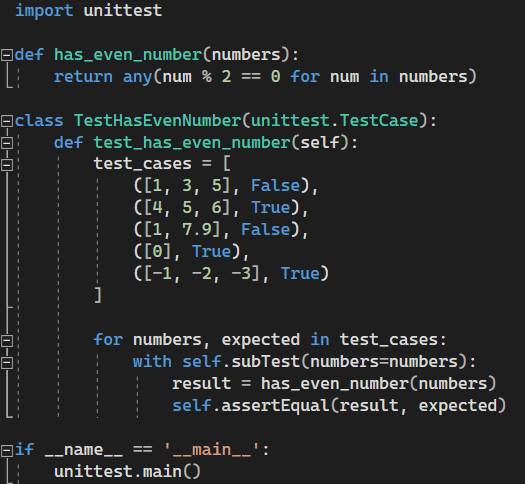 import unittest
def has_even_number(numbers):
return any(num % 2 == 0 for num in numbers)
class TestHasEvenNumber(unittest.TestCase):
def test_has_even_number(self):
test_cases = [
([1, 3, 5], False),
([4, 5, 6], True),
([1, 7.9], False),
([0], True),
([-1, -2, -3], True)
]
for numbers, expected in test_cases:
with self.subTest(numbers=numbers):
result = has_even_number(numbers)
self.assertEqual(result, expected)
if __name__ == '__main__':
unittest.main()